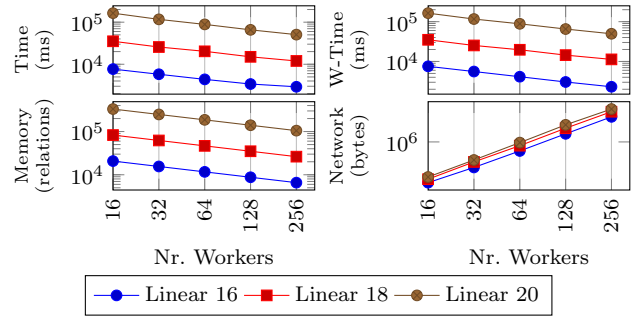 Time
(ms)
10^5
10^4
W-Time
(ms)
10^5
10^4
Memory
(relations)
10^5
10^4
16
32
64
128
256
Nr. Workers
Network
(bytes)
10^6
16
32
64
128
256
Nr. Workers
Linear 16 Linear 18 Linear 20